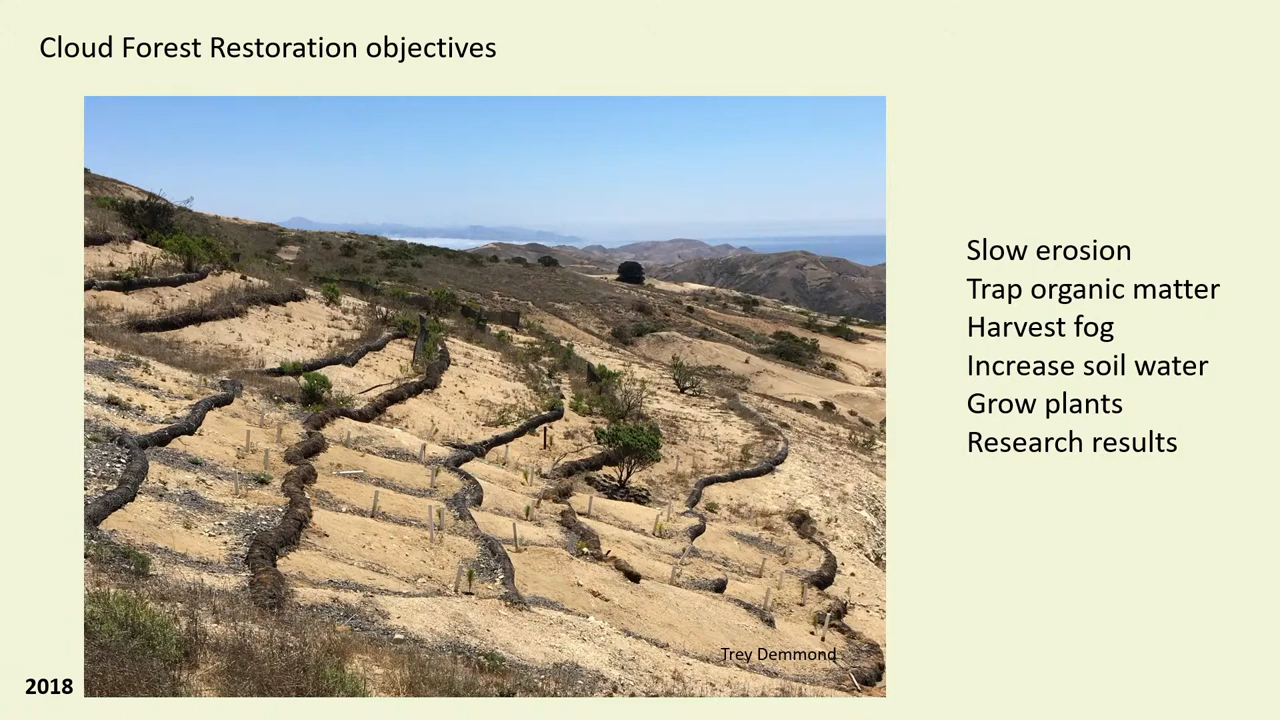 Cloud Forest Restoration objectives
Slow erosion
Trap organic matter
Harvest fog
Increase soil water
Grow plants
Research results
Trey Demmond
2018